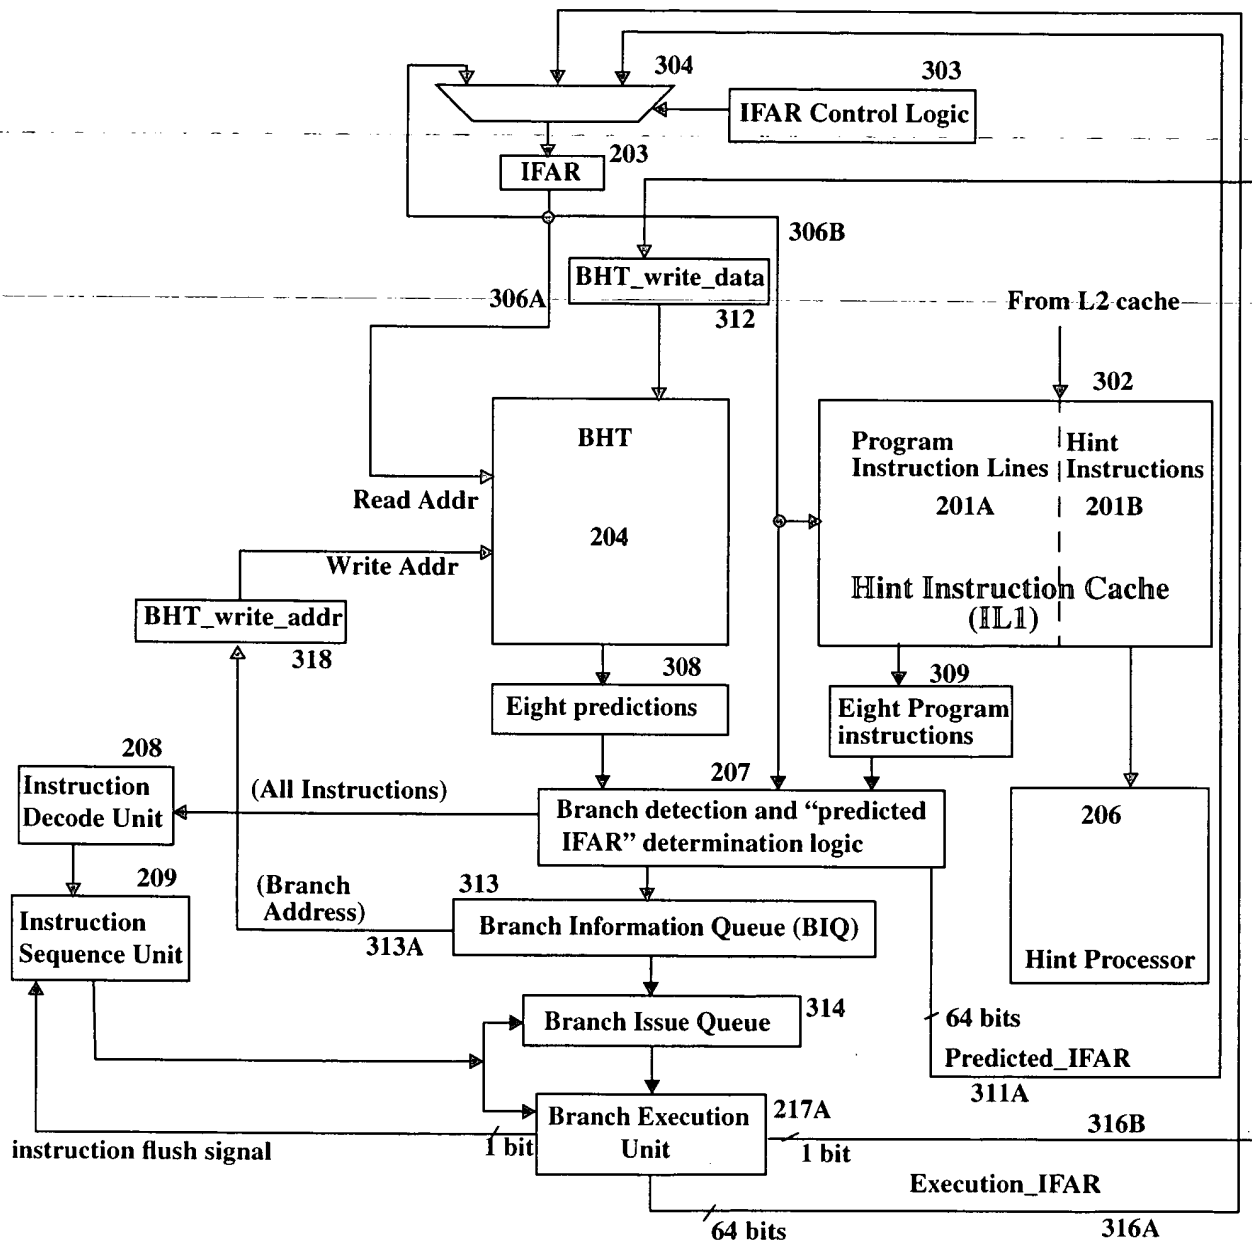 304
303
IFAR Control Logic
203
IFAR
306B
BHT_write_data
306A
312
From L2 cache
302
BHT
Program
Instruction Lines
Hint
Instructions
Read Addr
201A
201B
204
Write Addr
Hint Instruction Cache
(IL1)
BHT_write_addr
318
308
309
Eight predictions
Eight Program
instructions
208
207
Instruction
Decode Unit
(All Instructions)
Branch detection and “predicted
IFAR” determination logic
206
209
(Branch
Address)
313
Instruction
Sequence Unit
313A
Branch Information Queue (BIQ)
Hint Processor
Branch Issue Queue
314
64 bits
Predicted_IFAR
311A
Branch Execution
Unit
217A
316B
instruction flush signal
1 bit
1 bit
Execution_IFAR
64 bits
316A